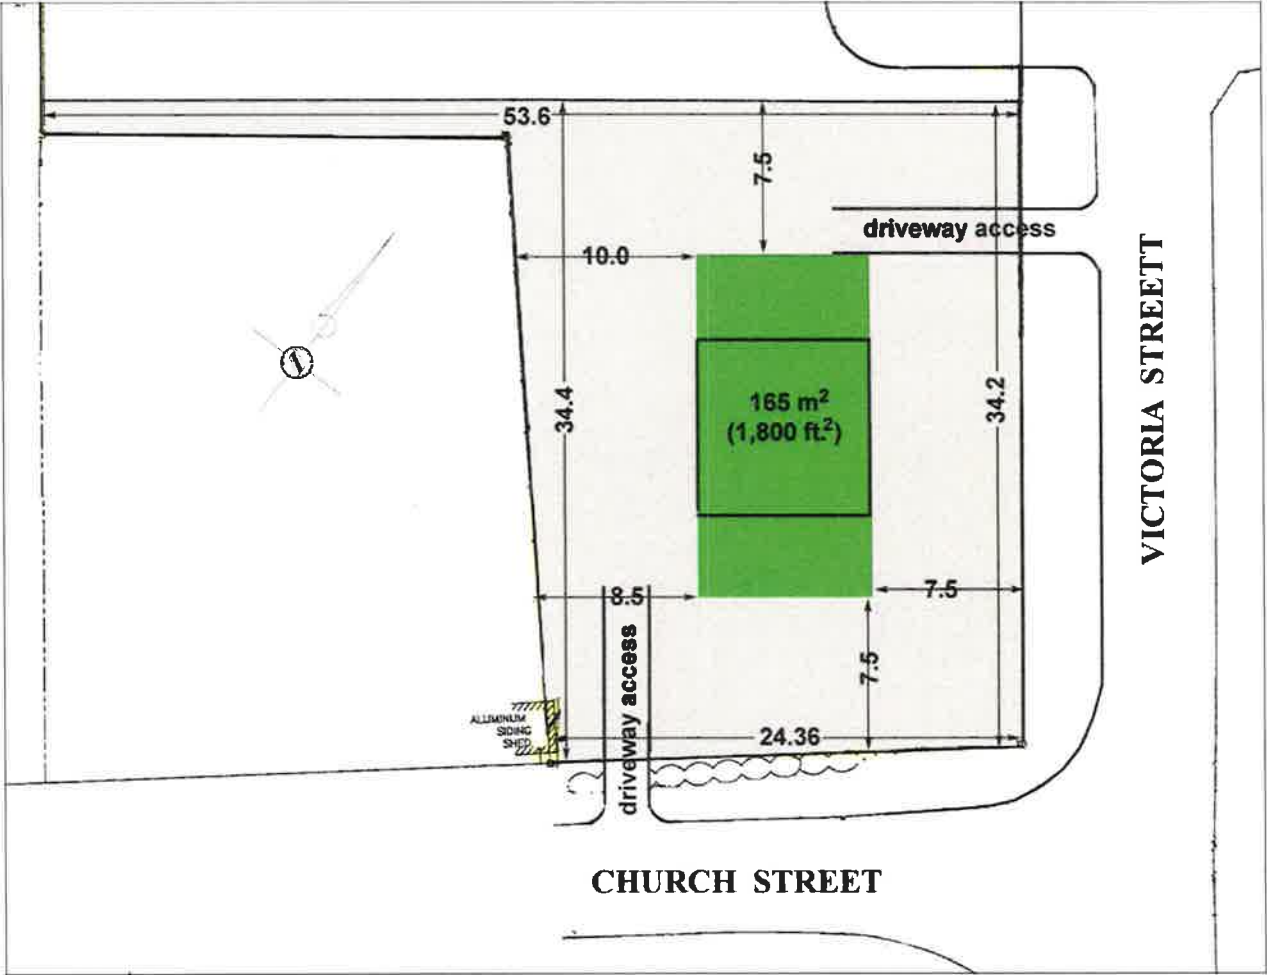 53.6
7.5
driveway access
10.0
1
34.4
165 m²
(1,800 ft.²)
34.2
VICTORIA STREETT
8.5
7.5
driveway access
7.5
ALUMINUM
SIDING
SHED
24.36
CHURCH STREET